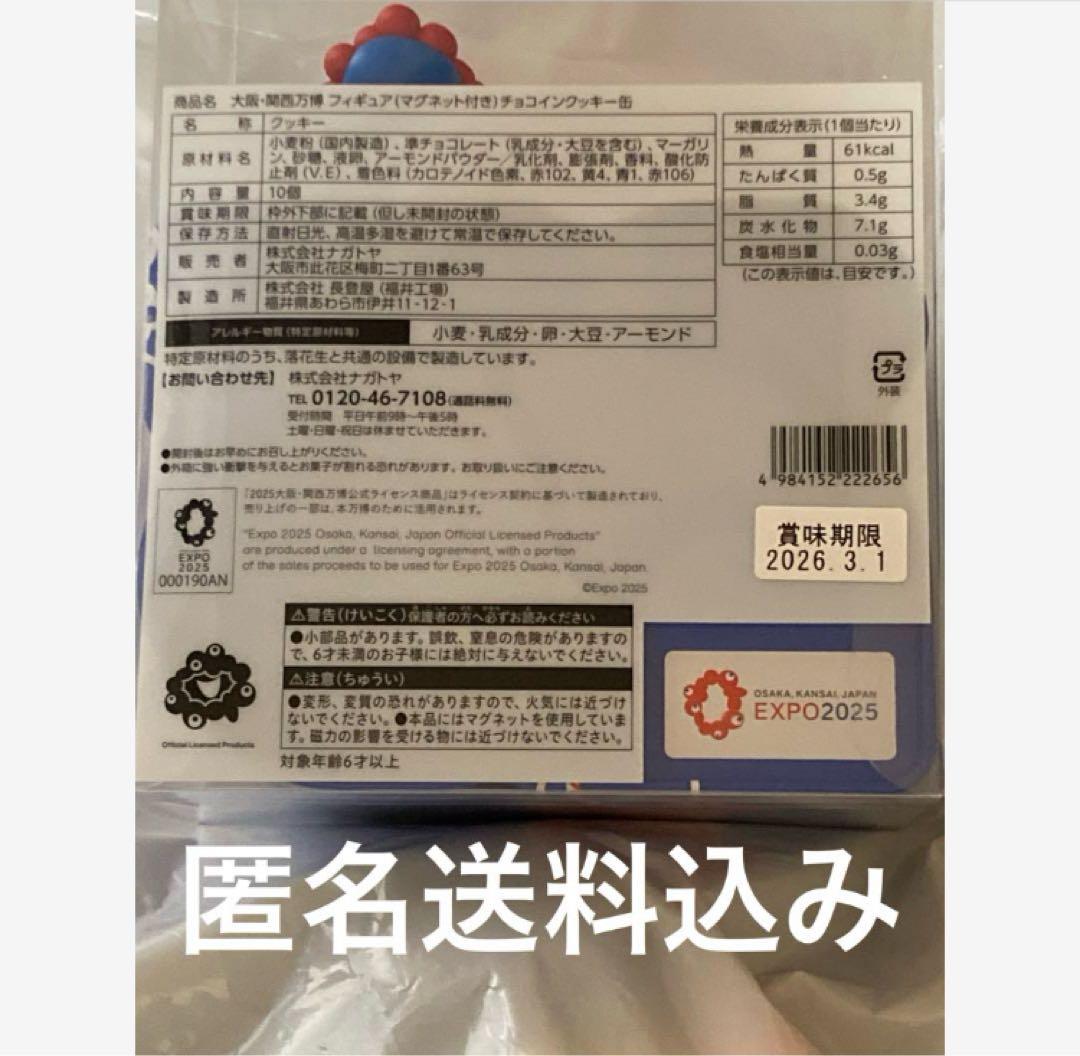 商品名 大阪・関西万博 フィギュア(マグネット付き)チョコインクッキー缶
名称 クッキー
原材料名 小麦粉(国内製造)、準チョコレート(乳成分・大豆を含む)、マーガリ
ン、砂糖、液卵、アーモンドパウダー/乳化剤、膨張剤、香料、酸化防
止剤(V.E)、着色料(カロテノイド色素、赤102、黄4、青1、赤106)
内容量 10個
賞味期限 枠外下部に記載(但し未開封の状態)
保存方法 直射日光、高温多湿を避けて常温で保存してください。
販売者 株式会社ナガトヤ
大阪市此花区梅町二丁目1番63号
製造所 株式会社 長登屋(福井工場)
福井県あわら市伊井11-12-1
栄養成分表示(1個当たり)
熱量 61kcal
たんぱく質 0.5g
脂質 3.4g
炭水化物 7.1g
食塩相当量 0.03g
(この表示値は、目安です。)
アレルギー物質(特定原材料等) 小麦・乳成分・卵・大豆・アーモンド
特定原材料のうち、落花生と共通の設備で製造しています。
【お問い合わせ先】 株式会社ナガトヤ
TEL 0120-46-7108(通話料無料)
受付時間 平日午前9時~午後5時
土曜・日曜・祝日は休ませていただきます。
プラ
外装
●開封後はお早めにお召し上がりください。
●外箱に強い衝撃を与えるとお菓子が割れる恐れがあります。お取り扱いにご注意ください。
4 984152 222656
EXPO
2025
000190AN
「2025大阪・関西万博公式ライセンス商品」はライセンス契約に基づいて製造されており、
売り上げの一部は、本万博のために活用されます。
"Expo 2025 Osaka, Kansai, Japan Official Licensed Products"
are produced under a licensing agreement, with a portion
of the sales proceeds to be used for Expo 2025 Osaka, Kansai, Japan.
©Expo 2025
賞味期限
2026.3.1
⚠警告(けいこく)保護者の方へ必ずお読みください
●小部品があります。誤飲、窒息の危険がありますの
で、6才未満のお子様には絶対に与えないでください。
⚠注意(ちゅうい)
●変形、変質の恐れがありますので、火気には近づけ
ないでください。●本品にはマグネットを使用していま
す。磁力の影響を受ける物には近づけないでください。
対象年齢6才以上
Official Licensed Products
OSAKA, KANSAI, JAPAN
EXPO2025
匿名送料込み